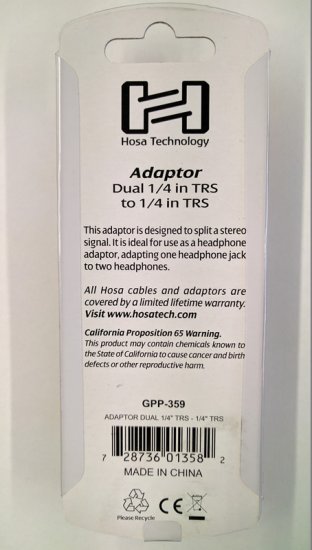 Hosa Technology
Adaptor
Dual 1/4 in TRS
to 1/4 in TRS
This adaptor is designed to split a stereo
signal. It is ideal for use as a headphone
adaptor, adapting one headphone jack
to two headphones.
All Hosa cables and adaptors are
covered by a limited lifetime warranty.
Visit www.hosatech.com
California Proposition 65 Warning.
This product may contain chemicals known to
the State of California to cause cancer and birth
defects or other reproductive harm.
GPP-359
ADAPTOR DUAL 1/4" TRS - 1/4" TRS
7 28736 01358 2
MADE IN CHINA
Please Recycle
CE